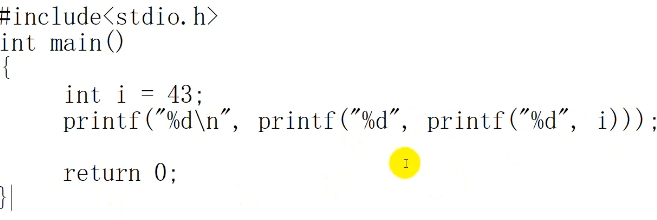 #include<stdio.h>
int main()
{
int i = 43;
printf("%d\n", printf("%d", printf("%d", i)));
return 0;
}